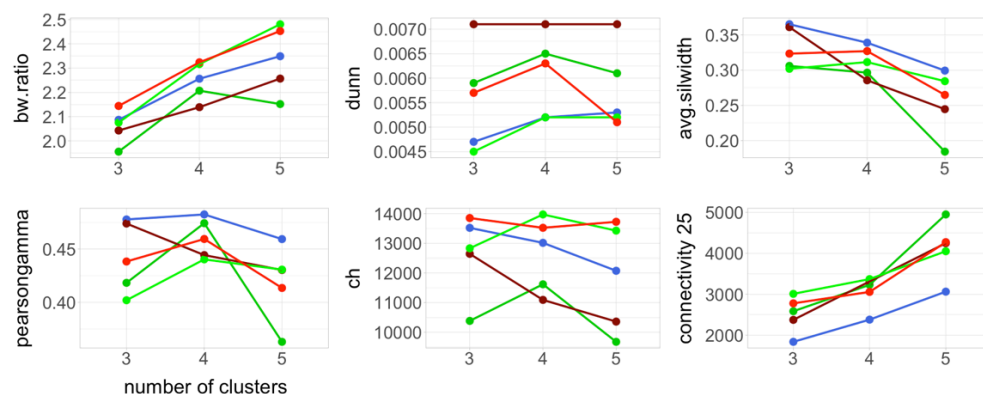 bw.ratio
2.5
2.4
2.3
2.2
2.1
2.0
3 4 5
dunn
0.0070
0.0065
0.0060
0.0055
0.0050
0.0045
3 4 5
avg.silwidth
0.35
0.30
0.25
0.20
3 4 5
pearsongamma
0.45
0.40
3 4 5
number of clusters
ch
14000
13000
12000
11000
10000
3 4 5
connectivity 25
5000
4000
3000
2000
3 4 5